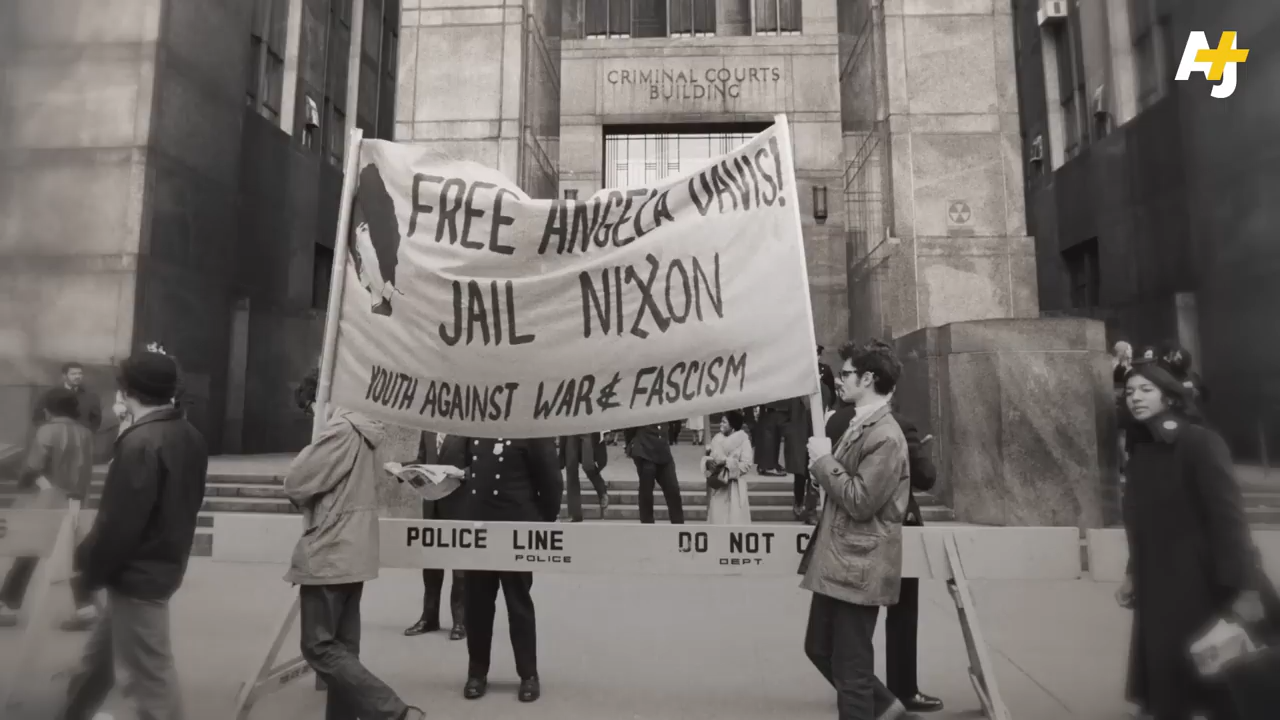 AJ+
CRIMINAL COURTS
BUILDING
FREE ANGELA DAVIS!
JAIL NIXON
YOUTH AGAINST WAR & FASCISM
POLICE LINE DO NOT C
POLICE DEPT